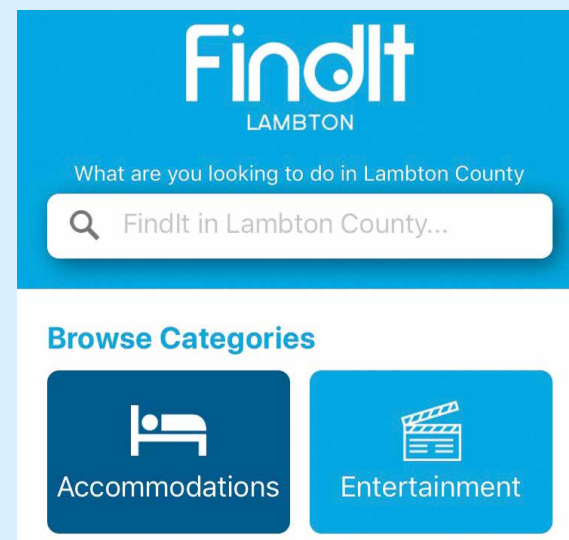 FindIt
LAMBTON
What are you looking to do in Lambton County
FindIt in Lambton County...
Browse Categories
Accommodations
Entertainment